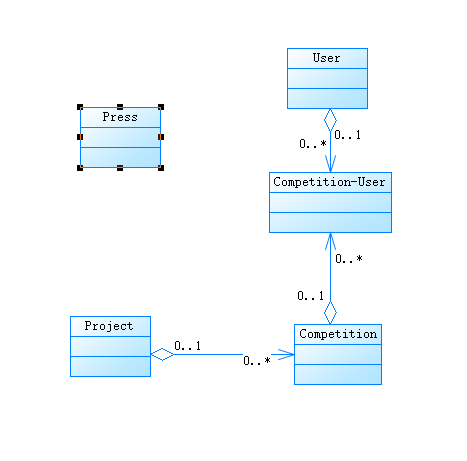 User
Press
0..1
0..*
Competition-User
0..*
0..1
Project
0..1
Competition
0..*